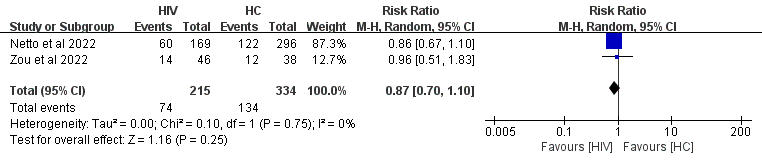 HIV HC Risk Ratio Risk Ratio
Study or Subgroup Events Total Events Total Weight M-H, Random, 95% CI M-H, Random, 95% CI
Netto et al 2022 60 169 122 296 87.3% 0.86 [0.67, 1.10]
Zou et al 2022 14 46 12 38 12.7% 0.96 [0.51, 1.83]
Total (95% CI) 215 334 100.0% 0.87 [0.70, 1.10]
Total events 74 134
Heterogeneity: Tau² = 0.00; Chi² = 0.10, df = 1 (P = 0.75); I² = 0%
Test for overall effect: Z = 1.16 (P = 0.25)
0.005 0.1 1 10 200
Favours [HIV] Favours [HC]